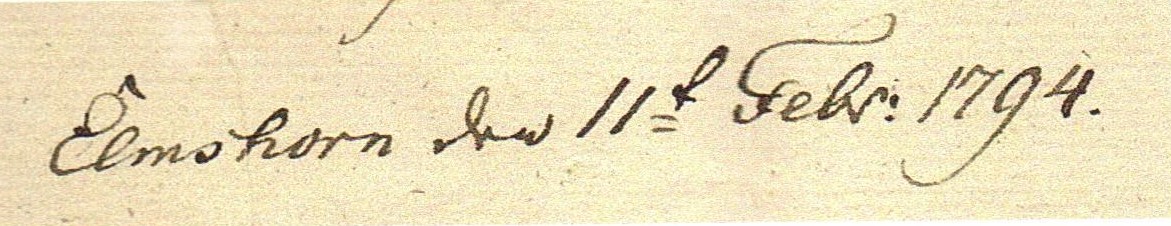 Elmshorn den 11t Febr: 1794.